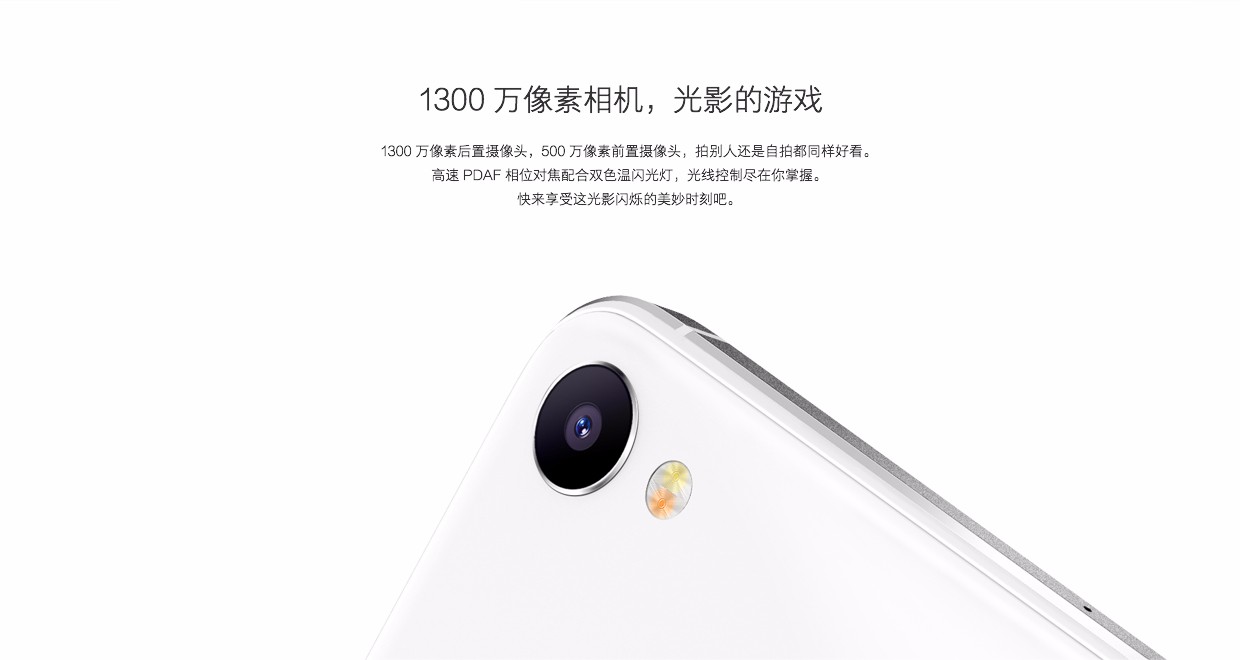 1300 万像素相机，光影的游戏
1300 万像素后置摄像头，500 万像素前置摄像头，拍别人还是自拍都同样好看。
高速 PDAF 相位对焦配合双色温闪光灯，光线控制尽在你掌握。
快来享受这光影闪烁的美妙时刻吧。